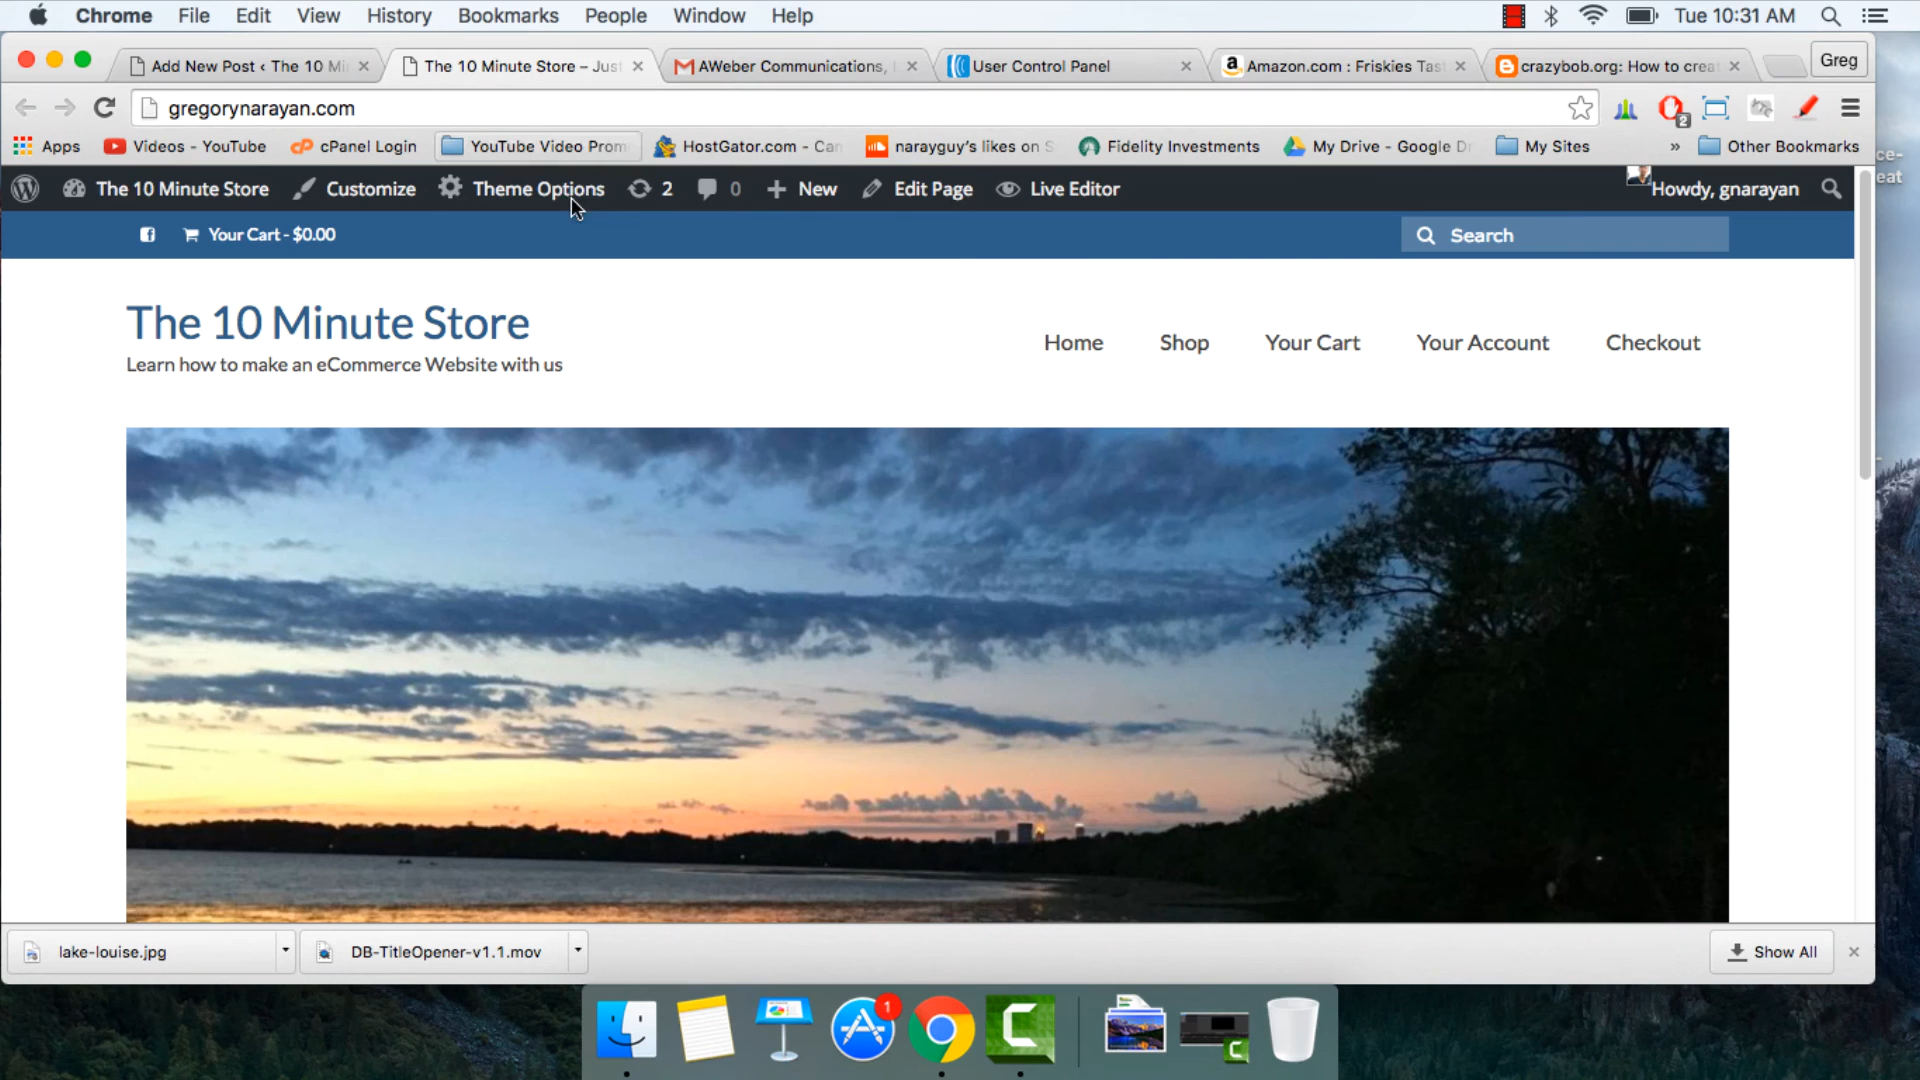 Chrome File Edit View History Bookmarks People Window Help Tue 10:31 AM
Add New Post ‹ The 10 Mi The 10 Minute Store – Jus AWeber Communications, User Control Panel Amazon.com : Friskies Tast crazybob.org: How to crea Greg
gregorynarayan.com 2
Apps Videos - YouTube cPanel Login YouTube Video Prom HostGator.com - Can narayguy's likes on S Fidelity Investments My Drive - Google D My Sites » Other Bookmarks
The 10 Minute Store Customize Theme Options 2 0 New Edit Page Live Editor Howdy, gnarayan
Your Cart - $0.00 Search
The 10 Minute Store
Learn how to make an eCommerce Website with us
Home Shop Your Cart Your Account Checkout
lake-louise.jpg DB-TitleOpener-v1.1.mov Show All
1